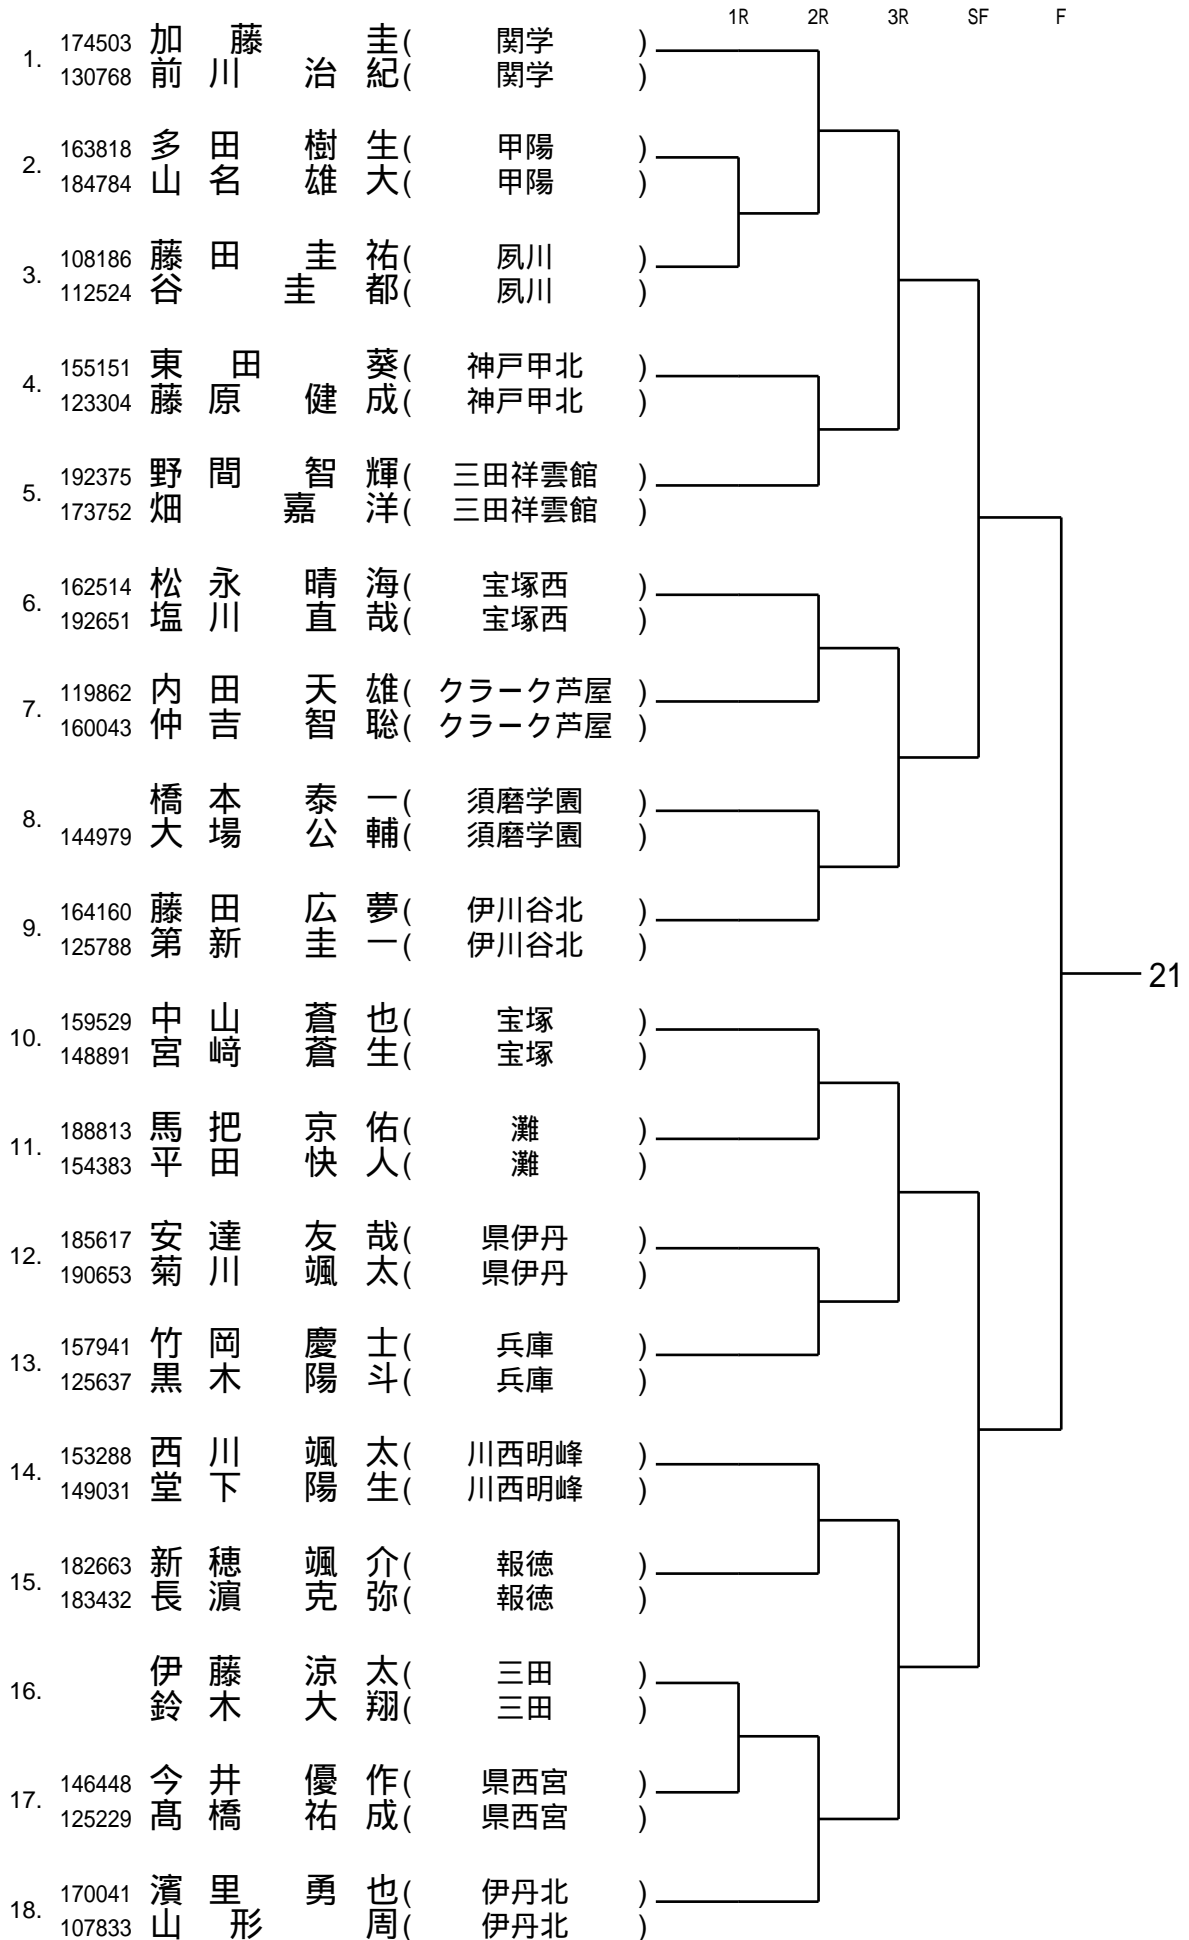 1R 2R 3R SF F
1. 174503 加藤 圭(関学)
130768 前川 治紀(関学)
2. 163818 多田 樹生(甲陽)
184784 山名 雄大(甲陽)
3. 108186 藤田 圭祐(夙川)
112524 谷 圭都(夙川)
4. 155151 東田 葵(神戸甲北)
123304 藤原 健成(神戸甲北)
5. 192375 野間 智輝(三田祥雲館)
173752 畑 嘉洋(三田祥雲館)
6. 162514 松永 晴海(宝塚西)
192651 塩川 直哉(宝塚西)
7. 119862 内田 天雄(クラーク芦屋)
160043 仲吉 智聡(クラーク芦屋)
8. 橋本 泰一(須磨学園)
144979 大場 公輔(須磨学園)
9. 164160 藤田 広夢(伊川谷北)
125788 第新 圭一(伊川谷北)
21
10. 159529 中山 蒼也(宝塚)
148891 宮﨑 蒼生(宝塚)
11. 188813 馬把 京佑(灘)
154383 平田 快人(灘)
12. 185617 安達 友哉(県伊丹)
190653 菊川 颯太(県伊丹)
13. 157941 竹岡 慶士(兵庫)
125637 黒木 陽斗(兵庫)
14. 153288 西川 颯太(川西明峰)
149031 堂下 陽生(川西明峰)
15. 182663 新穂 颯介(報徳)
183432 長濵 克弥(報徳)
16. 伊藤 涼太(三田)
鈴木 大翔(三田)
17. 146448 今井 優作(県西宮)
125229 髙橋 祐成(県西宮)
18. 170041 濱里 勇也(伊丹北)
107833 山形 周(伊丹北)